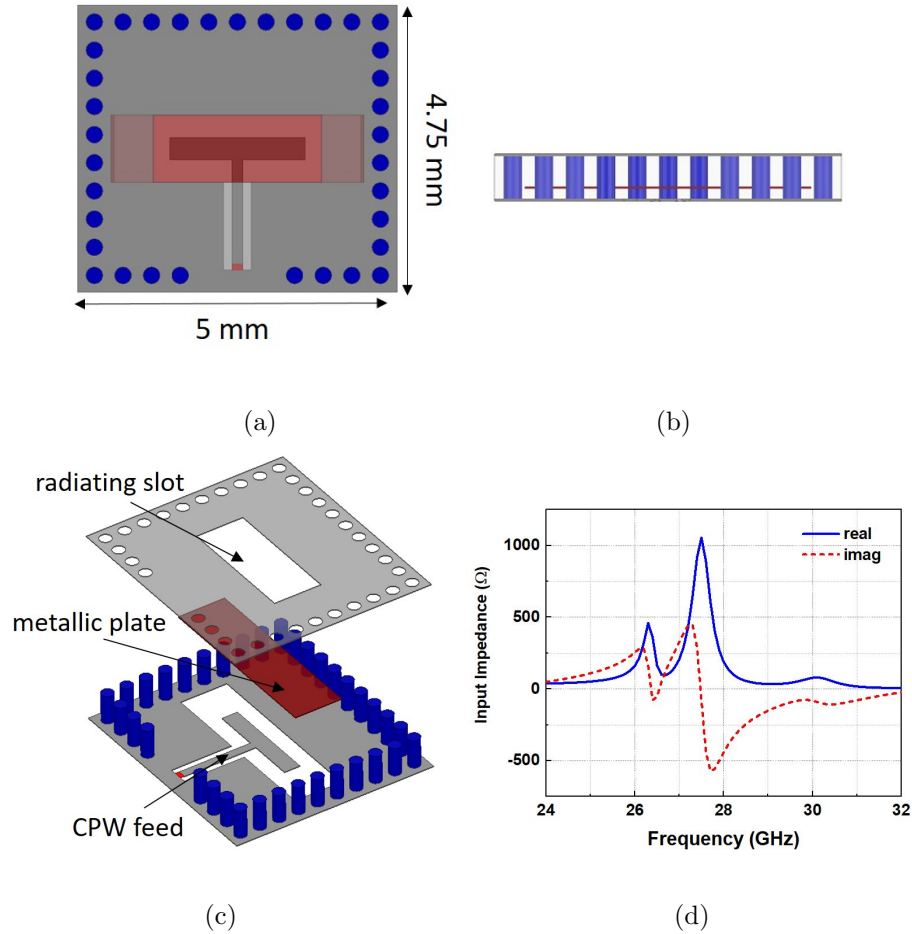 4.75 mm
5 mm
(a)
(b)
radiating slot
metallic plate
CPW feed
(c)
real
imag
Input Impedance (Ω)
1000
500
0
-500
24
26
28
30
32
Frequency (GHz)
(d)